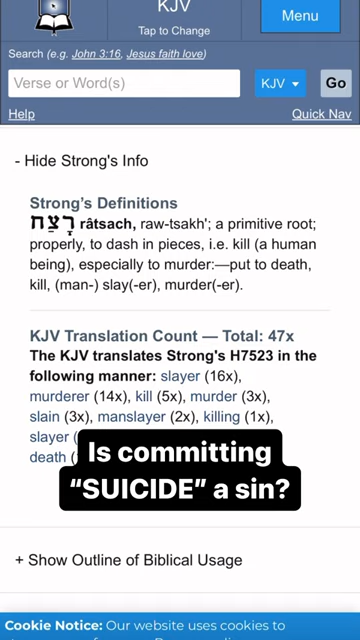 KJV
Tap to Change
Menu
Search (e.g. John 3:16, Jesus faith love)
Verse or Word(s)
KJV
Go
Help
Quick Nav
- Hide Strong's Info
Strong’s Definitions
רָצַח râtsach, raw-tsakh'; a primitive root;
properly, to dash in pieces, i.e. kill (a human
being), especially to murder:—put to death,
kill, (man-) slay(-er), murder(-er).
KJV Translation Count — Total: 47x
The KJV translates Strong's H7523 in the
following manner: slayer (16x),
murderer (14x), kill (5x), murder (3x),
slain (3x), manslayer (2x), killing (1x),
slayer
death
Is committing
“SUICIDE” a sin?
+ Show Outline of Biblical Usage
Cookie Notice: Our website uses cookies to